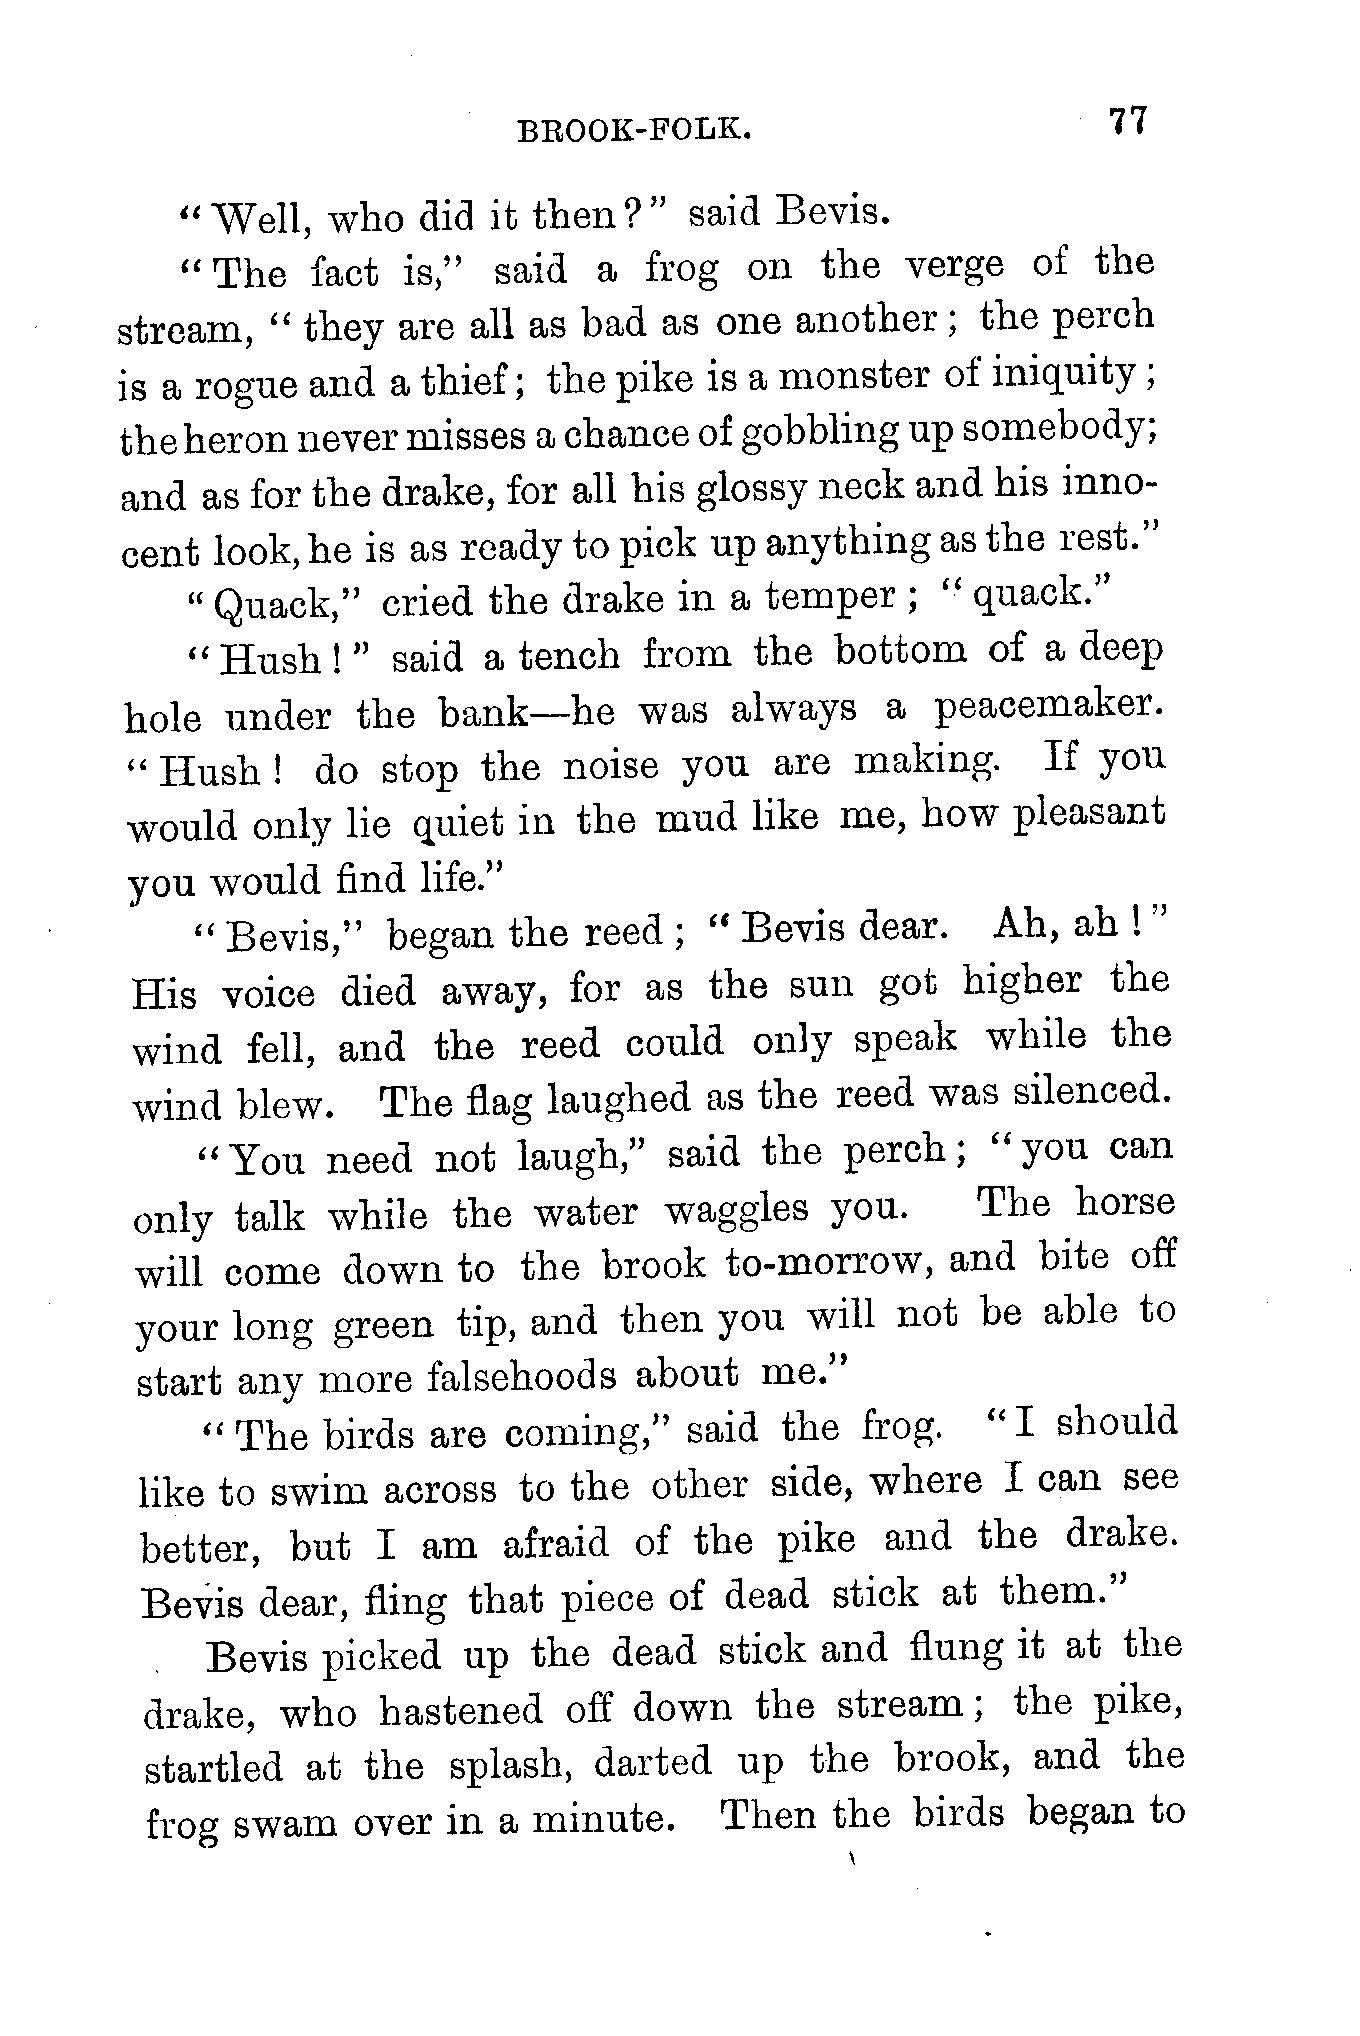 BROOK-FOLK. 77
"Well, who did it then?" said Bevis.
"The fact is," said a frog on the verge of the
stream, "they are all as bad as one another; the perch
is a rogue and a thief; the pike is a monster of iniquity;
the heron never misses a chance of gobbling up somebody;
and as for the drake, for all his glossy neck and his inno-
cent look, he is as ready to pick up anything as the rest."
"Quack," cried the drake in a temper; "quack."
"Hush!" said a tench from the bottom of a deep
hole under the bank—he was always a peacemaker.
"Hush! do stop the noise you are making. If you
would only lie quiet in the mud like me, how pleasant
you would find life."
"Bevis," began the reed; "Bevis dear. Ah, ah!"
His voice died away, for as the sun got higher the
wind fell, and the reed could only speak while the
wind blew. The flag laughed as the reed was silenced.
"You need not laugh," said the perch; "you can
only talk while the water waggles you. The horse
will come down to the brook to-morrow, and bite off
your long green tip, and then you will not be able to
start any more falsehoods about me."
"The birds are coming," said the frog. "I should
like to swim across to the other side, where I can see
better, but I am afraid of the pike and the drake.
Bevis dear, fling that piece of dead stick at them."
Bevis picked up the dead stick and flung it at the
drake, who hastened off down the stream; the pike,
startled at the splash, darted up the brook, and the
frog swam over in a minute. Then the birds began to